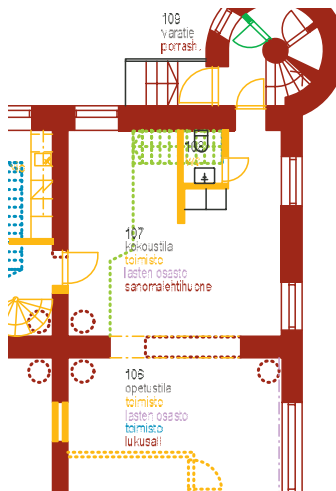 109
varatie
porrash.
108
107
kokoustila
toimisto
lasten osasto
sanomalehtihuone
106
opetustila
toimisto
lasten osasto
toimisto
lukusali